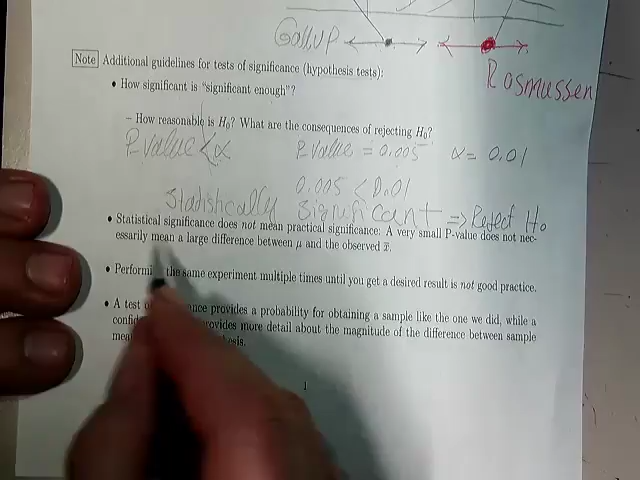 GallUP
Rasmussen
Note Additional guidelines for tests of significance (hypothesis tests):
• How significant is "significant enough"?
– How reasonable is H₀? What are the consequences of rejecting H₀?
P value < α P value = 0.005 α = 0.01
0.005 < 0.01
Statistically significant => Reject H₀
• Statistical significance does not mean practical significance: A very small P-value does not nec-
essarily mean a large difference between μ and the observed x̄.
• Performi the same experiment multiple times until you get a desired result is not good practice.
• A test o ance provides a probability for obtaining a sample like the one we did, while a
confid rovides more detail about the magnitude of the difference between sample
mea esis.
1